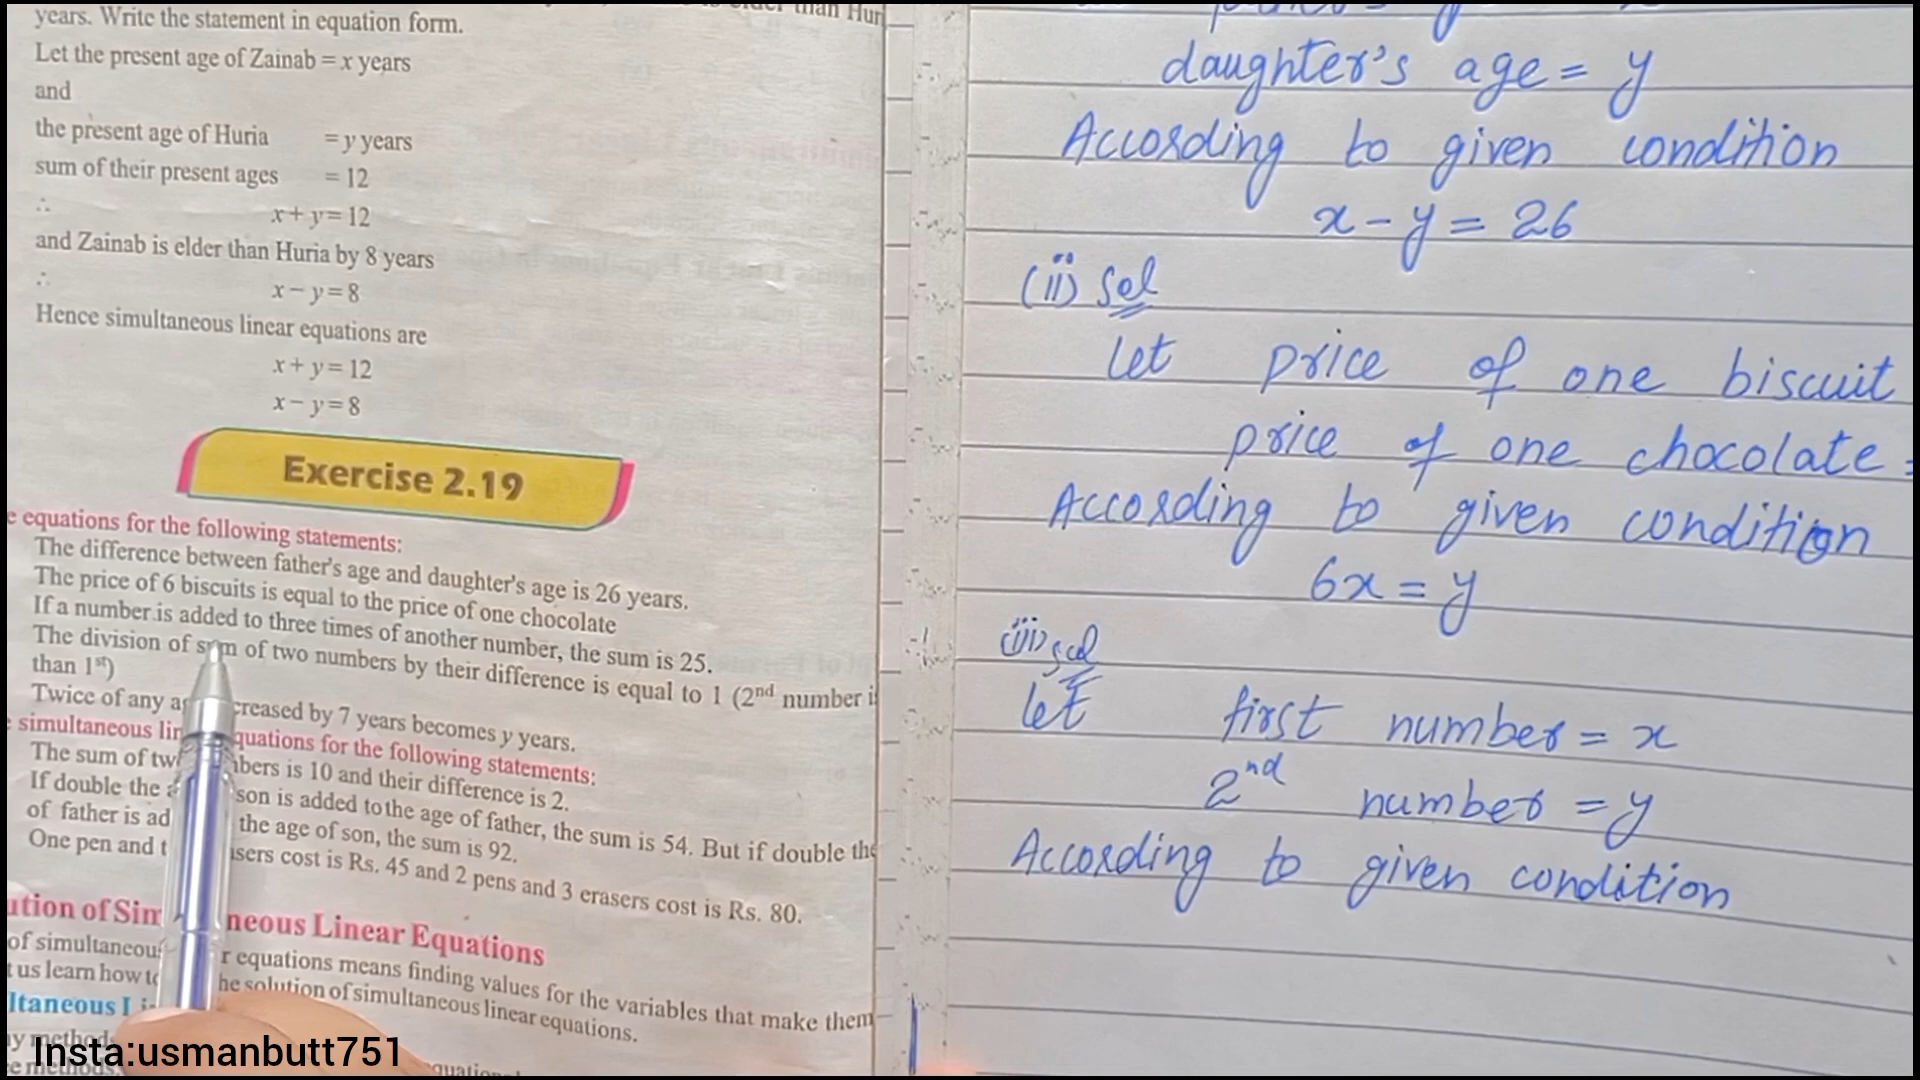 years. Write the statement in equation form.
Let the present age of Zainab = x years
and
the present age of Huria = y years
sum of their present ages = 12
∴ x + y = 12
and Zainab is elder than Huria by 8 years
∴ x − y = 8
Hence simultaneous linear equations are
x + y = 12
x − y = 8
Exercise 2.19
equations for the following statements:
The difference between father's age and daughter's age is 26 years.
The price of 6 biscuits is equal to the price of one chocolate
If a number is added to three times of another number, the sum is 25.
The division of sum of two numbers by their difference is equal to 1 (2nd number
than 1st)
Twice of any creased by 7 years becomes y years.
simultaneous lin quations for the following statements:
The sum of tw bers is 10 and their difference is 2.
If double the son is added to the age of father, the sum is 54. But if double the
of father is ad the age of son, the sum is 92.
One pen and t sers cost is Rs. 45 and 2 pens and 3 erasers cost is Rs. 80.
ution of Sim neous Linear Equations
of simultaneous r equations means finding values for the variables that make them
t us learn how to he solution of simultaneous linear equations.
ltaneous Li
y methods
e methods.
Insta:usmanbutt751
daughter's age = y
According to given condition
x − y = 26
(ii) Sol
let price of one biscuit
price of one chocolate =
According to given condition
6x = y
(iii) sol
let first number = x
2nd number = y
According to given condition